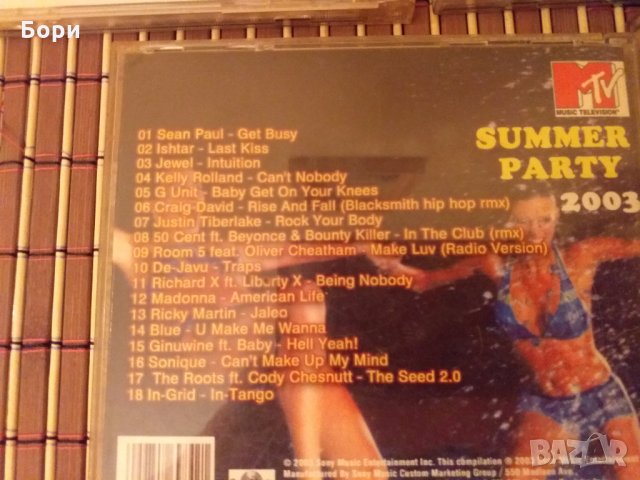 Бори
MTV
MUSIC TELEVISION®
SUMMER
PARTY
2003
01 Sean Paul - Get Busy
02 Ishtar - Last Kiss
03 Jewel - Intuition
04 Kelly Rolland - Can't Nobody
05 G Unit - Baby Get On Your Knees
06 Craig David - Rise And Fall (Blacksmith hip hop rmx)
07 Justin Tiberlake - Rock Your Body
08 50 Cent ft. Beyonce & Bounty Killer - In The Club (rmx)
09 Room 5 feat. Oliver Cheatham - Make Luv (Radio Version)
10 De-Javu - Traps
11 Richard X ft. Liberty X - Being Nobody
12 Madonna - American Life
13 Ricky Martin - Jaleo
14 Blue - U Make Me Wanna
15 Ginuwine ft. Baby - Hell Yeah!
16 Sonique - Can't Make Up My Mind
17 The Roots ft. Cody Chesnutt - The Seed 2.0
18 In-Grid - In-Tango
© 2003 Sony Music Entertainment Inc. This compilation ℗ 2003
Manufactured By Sony Music Custom Marketing Group / 550 Madison Ave.
BAZAR